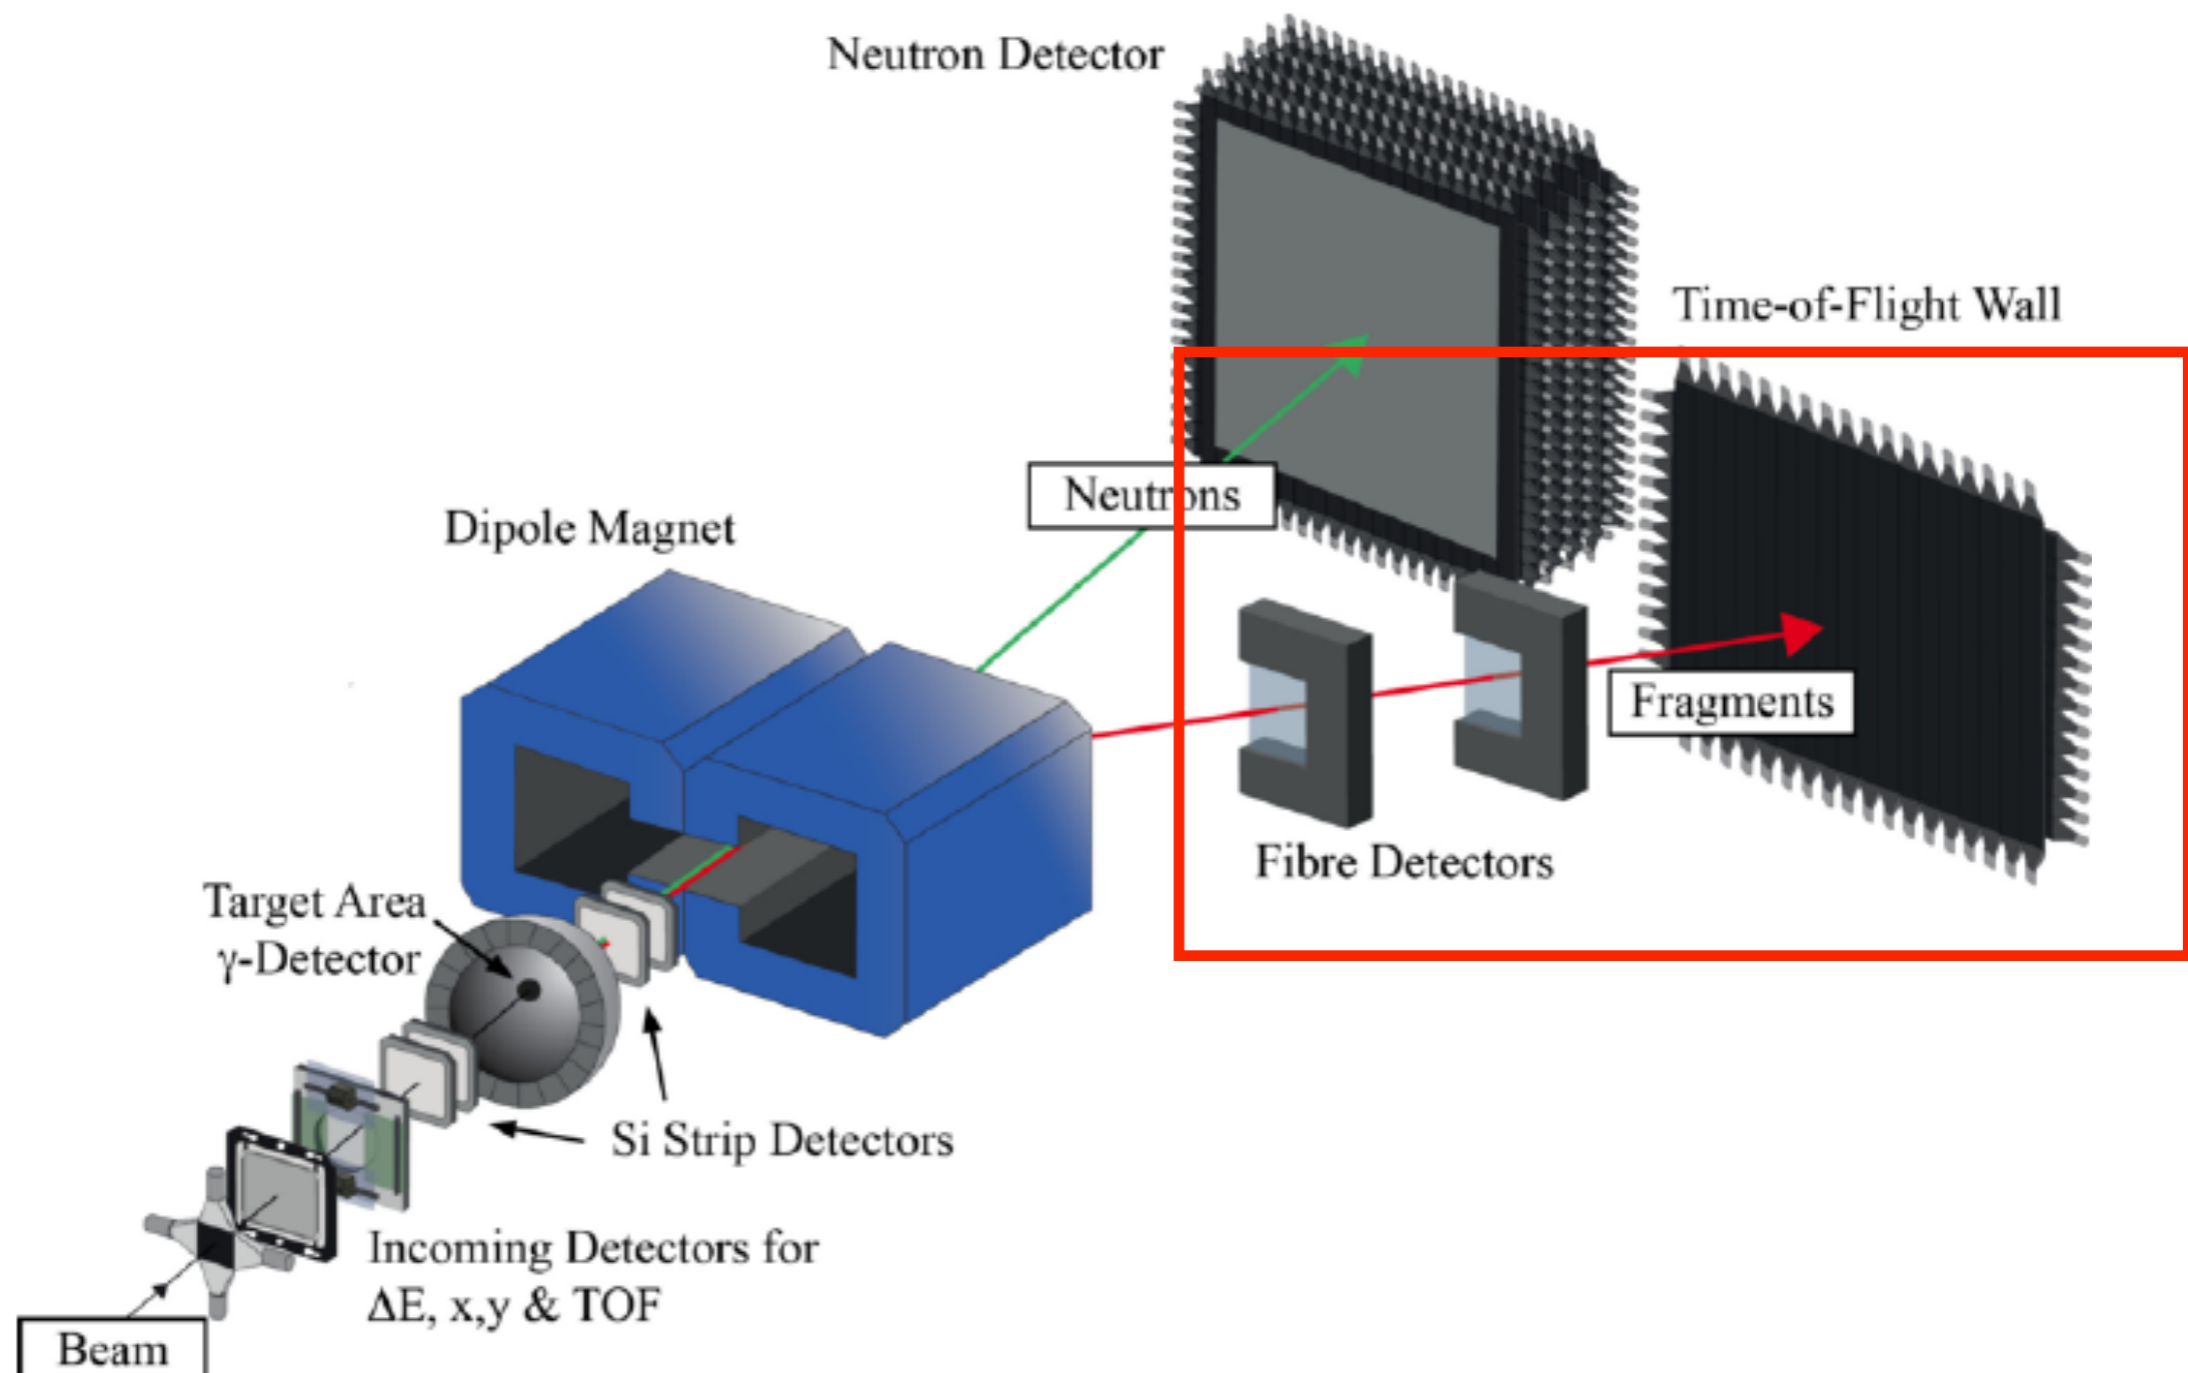 Neutron Detector
Time-of-Flight Wall
Neutrons
Dipole Magnet
Fragments
Fibre Detectors
Target Area
γ-Detector
Si Strip Detectors
Incoming Detectors for
ΔE, x,y & TOF
Beam